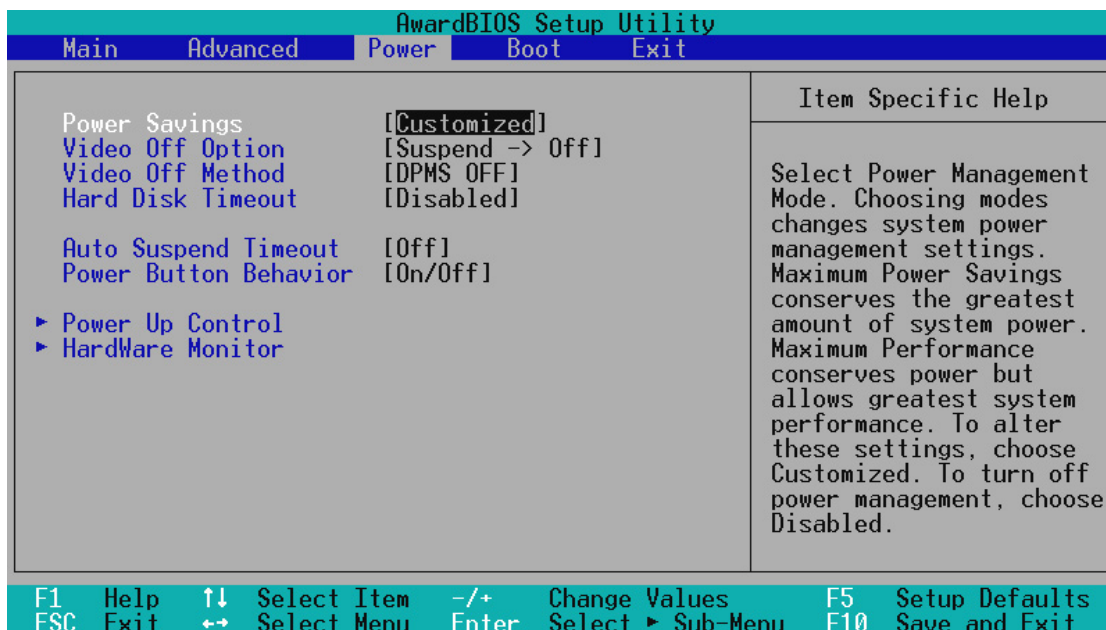 AwardBIOS Setup Utility
Main Advanced Power Boot Exit
Power Savings [Customized]
Video Off Option [Suspend -> Off]
Video Off Method [DPMS OFF]
Hard Disk Timeout [Disabled]
Auto Suspend Timeout [Off]
Power Button Behavior [On/Off]
► Power Up Control
► HardWare Monitor
Item Specific Help
Select Power Management
Mode. Choosing modes
changes system power
management settings.
Maximum Power Savings
conserves the greatest
amount of system power.
Maximum Performance
conserves power but
allows greatest system
performance. To alter
these settings, choose
Customized. To turn off
power management, choose
Disabled.
F1 Help ↑↓ Select Item -/+ Change Values F5 Setup Defaults
ESC Exit ←→ Select Menu Enter Select ► Sub-Menu F10 Save and Exit